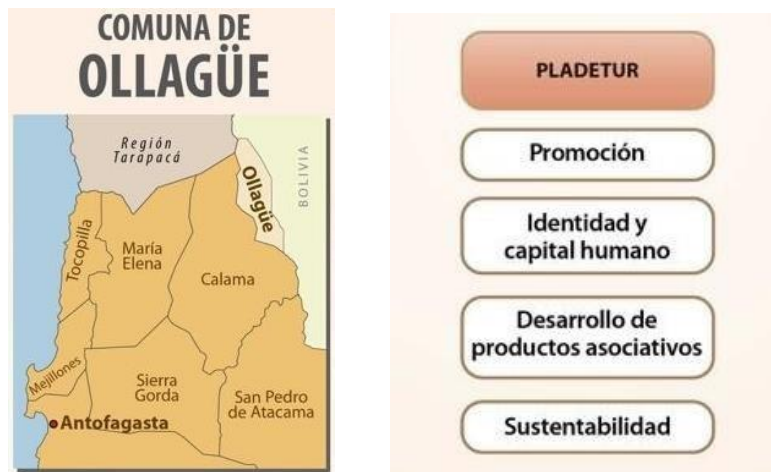 COMUNA DE
OLLAGÜE
Región
Tarapacá
BOLIVIA
Ollagüe
Tocopilla
María
Elena
Calama
Mejillones
Sierra
Gorda
San Pedro
de Atacama
Antofagasta
PLADETUR
Promoción
Identidad y
capital humano
Desarrollo de
productos asociativos
Sustentabilidad